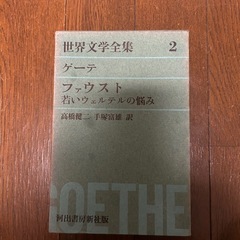 世界文学全集 2
ゲーテ
ファウスト
若いウェルテルの悩み
高橋健二 手塚富雄 訳
河出書房新社版
GOETHE